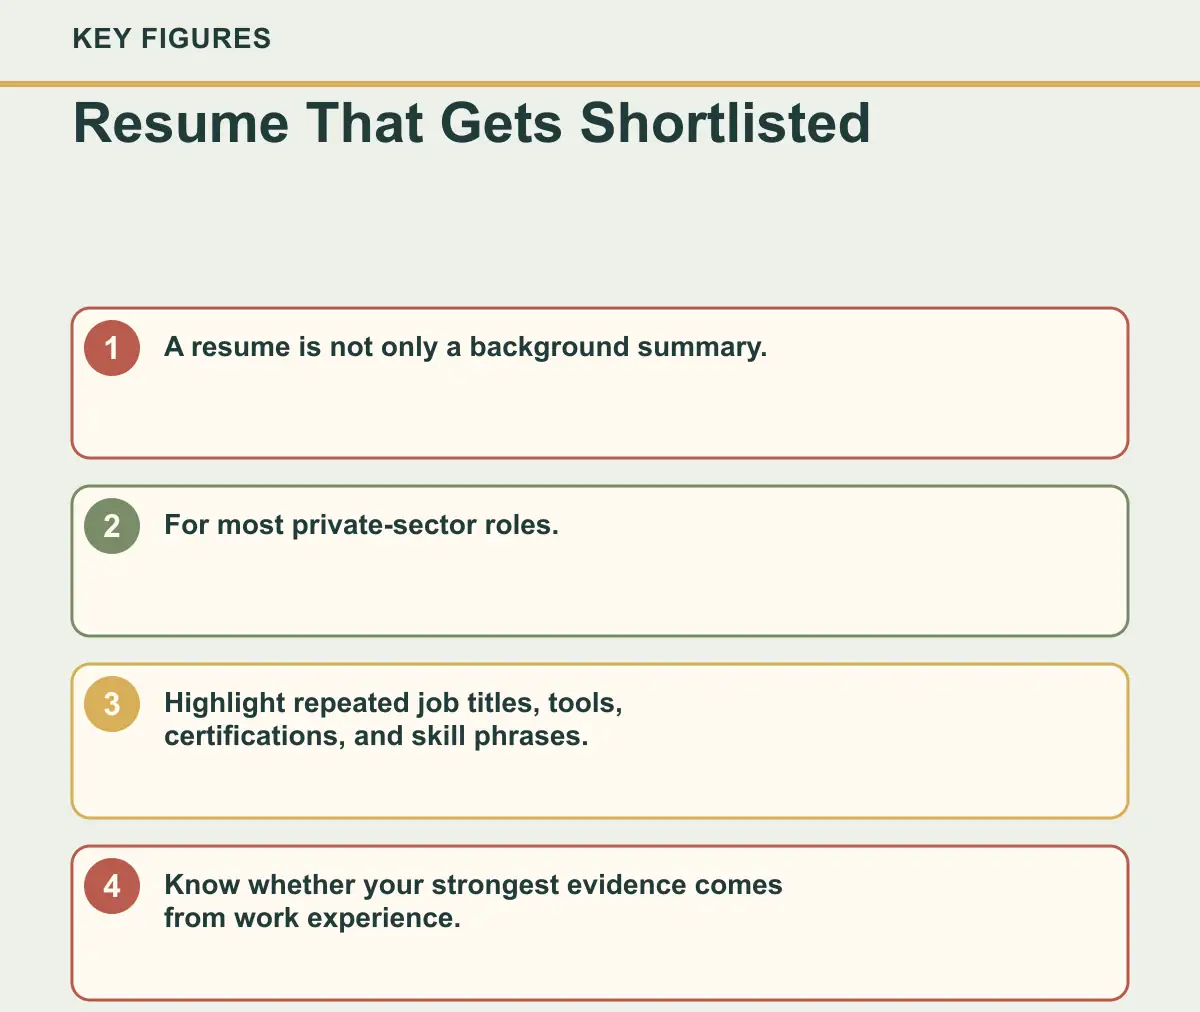 KEY FIGURES
Resume That Gets Shortlisted
1
A resume is not only a background summary.
2
For most private-sector roles.
3
Highlight repeated job titles, tools,
certifications, and skill phrases.
4
Know whether your strongest evidence comes
from work experience.